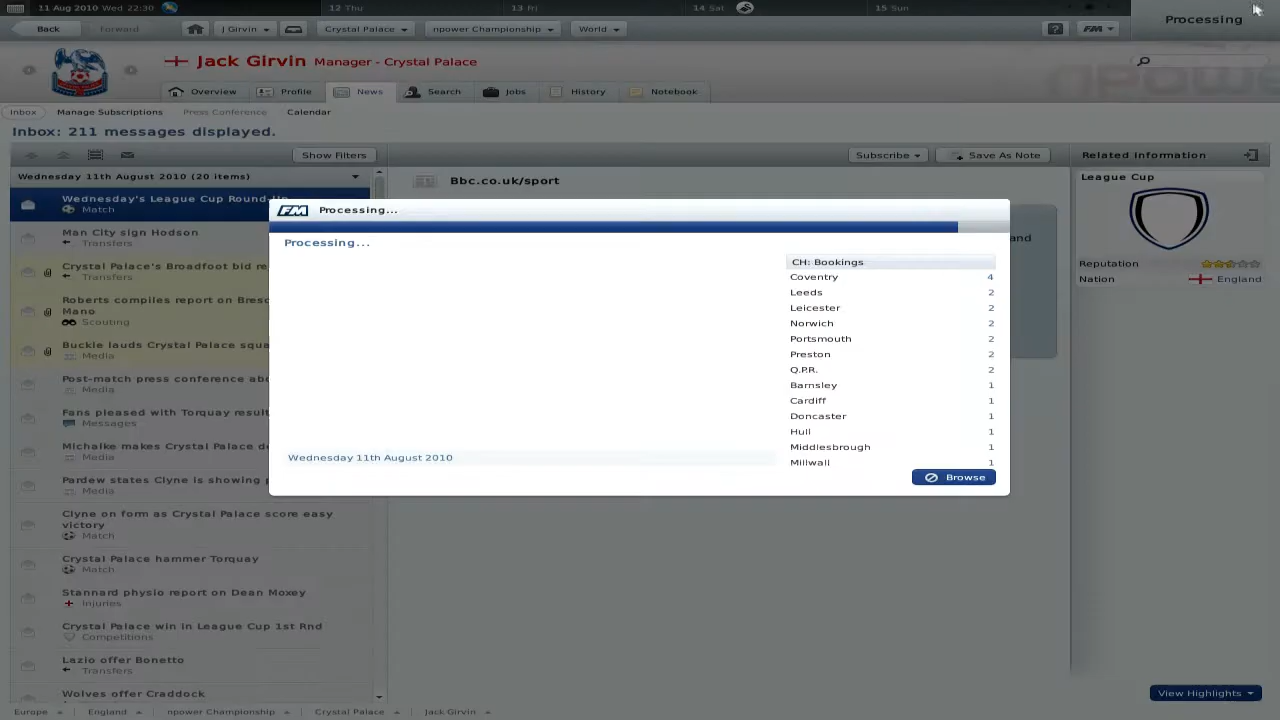 11 Aug 2010 Wed 22:30
12 Thu
13 Fri
14 Sat
15 Sun
Processing
Back
Forward
J Girvin
Crystal Palace
npower Championship
World
?
FM
Jack Girvin Manager - Crystal Palace
Overview
Profile
News
Search
Jobs
History
Notebook
Inbox
Manage Subscriptions
Press Conference
Calendar
Inbox: 211 messages displayed.
Show Filters
Subscribe
Save As Note
Related Information
Wednesday 11th August 2010 (20 items)
Bbc.co.uk/sport
League Cup
Wednesday's League Cup Round
Match
Man City sign Hodson
Transfers
Crystal Palace's Broadfoot bid
Transfers
Roberts compiles report on
Mano
Scouting
Buckle lauds Crystal Palace
Media
Post-match press conference
Media
Fans pleased with Torquay result
Messages
Michalke makes Crystal Palace
Media
Pardew states Clyne is showing
Media
Clyne on form as Crystal Palace score easy
victory
Match
Crystal Palace hammer Torquay
Match
Stannard physio report on Dean Moxey
Injuries
Crystal Palace win in League Cup 1st Rnd
Competitions
Lazio offer Bonetto
Transfers
Wolves offer Craddock
and
Reputation
Nation
England
FM Processing...
Processing...
CH: Bookings
Coventry 4
Leeds 2
Leicester 2
Norwich 2
Portsmouth 2
Preston 2
Q.P.R. 2
Barnsley 1
Cardiff 1
Doncaster 1
Hull 1
Middlesbrough 1
Millwall 1
Wednesday 11th August 2010
Browse
View Highlights
Europe
England
npower Championship
Crystal Palace
Jack Girvin